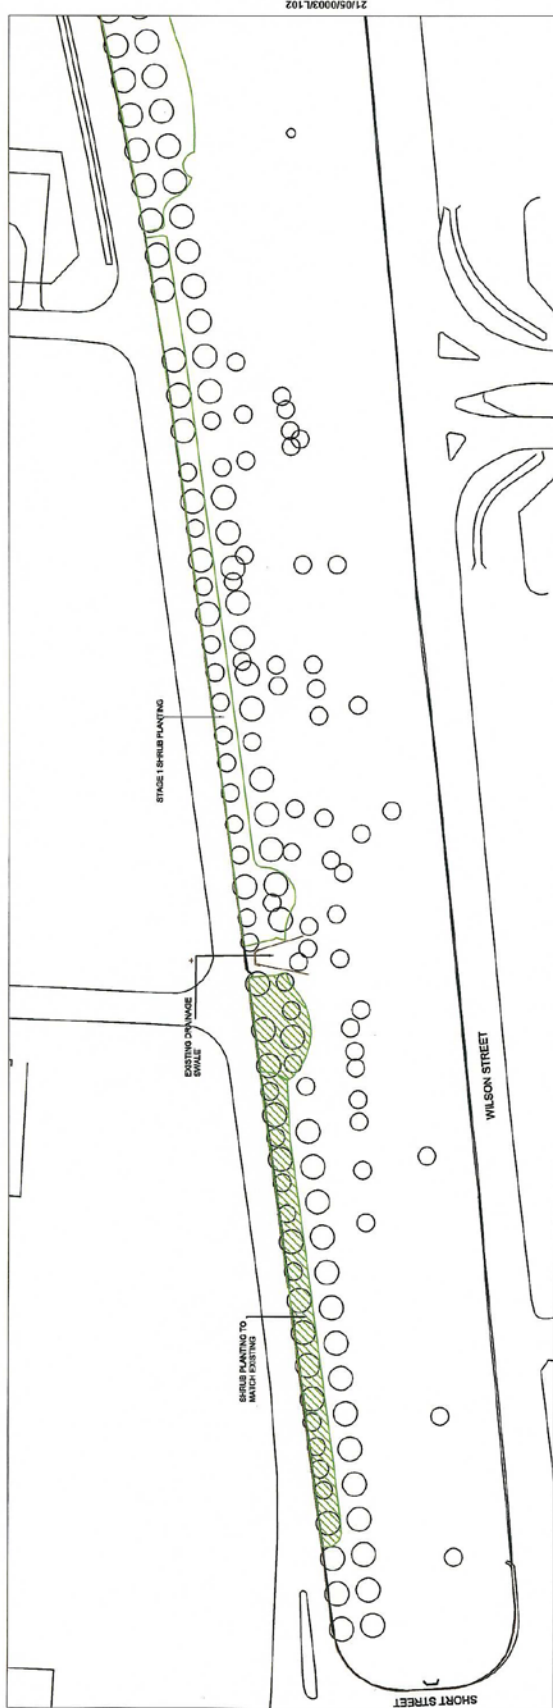 21/05/0003/L102
STAGE 1 SHRUB PLANTING
EXISTING DRAINAGE
SWALE
SHRUB PLANTING TO
MATCH EXISTING
WILSON STREET
SHORT STREET